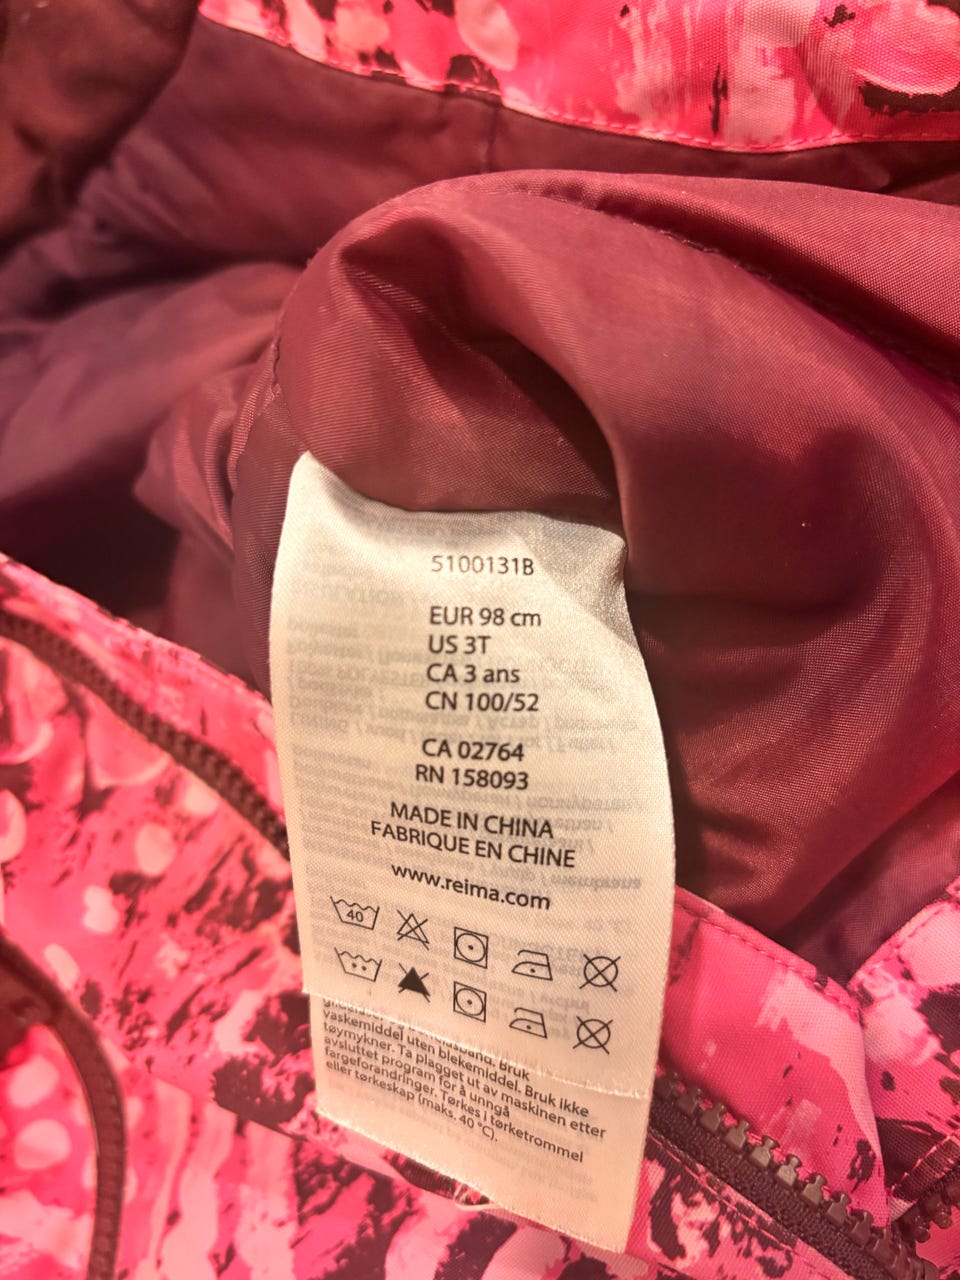 5100131B
EUR 98 cm
US 3T
CA 3 ans
CN 100/52
CA 02764
RN 158093
MADE IN CHINA
FABRIQUE EN CHINE
www.reima.com
40
vaskemiddel uten blekemiddel. Bruk
tøymykner. Ta plagget ut av maskinen etter
avsluttet program for å unngå
fargeforandringer. Tørkes i tørketrommel
eller tørkeskap (maks. 40 °C).